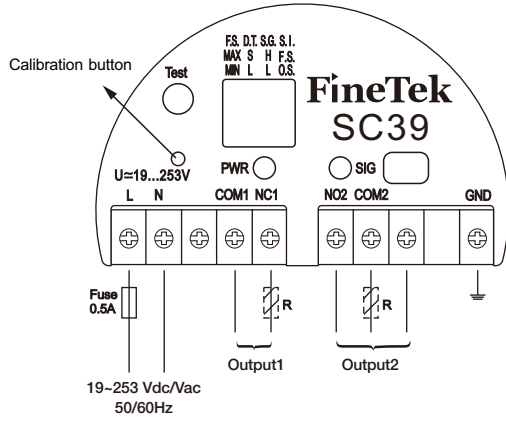 F.S. D.T. S.G. S.I.
MAX S H F.S.
MIN L L O.S.
Calibration button
Test
FineTek
SC39
PWR
SIG
U≃19...253V
L N COM1 NC1 NO2 COM2 GND
Fuse
0.5A
R
R
Output1
Output2
19~253 Vdc/Vac
50/60Hz